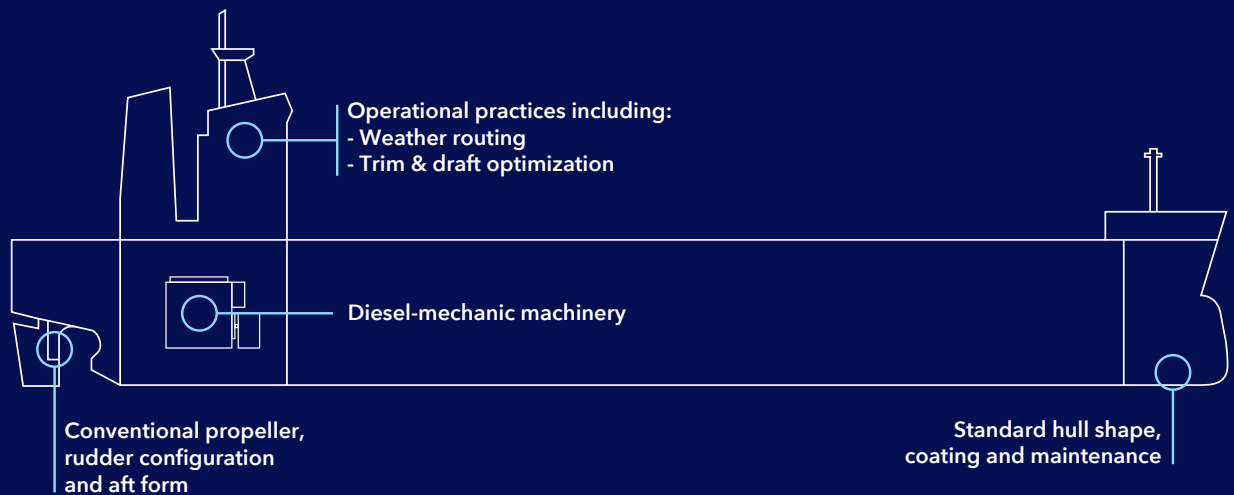 Operational practices including:
- Weather routing
- Trim & draft optimization
Diesel-mechanic machinery
Conventional propeller,
rudder configuration
and aft form
Standard hull shape,
coating and maintenance